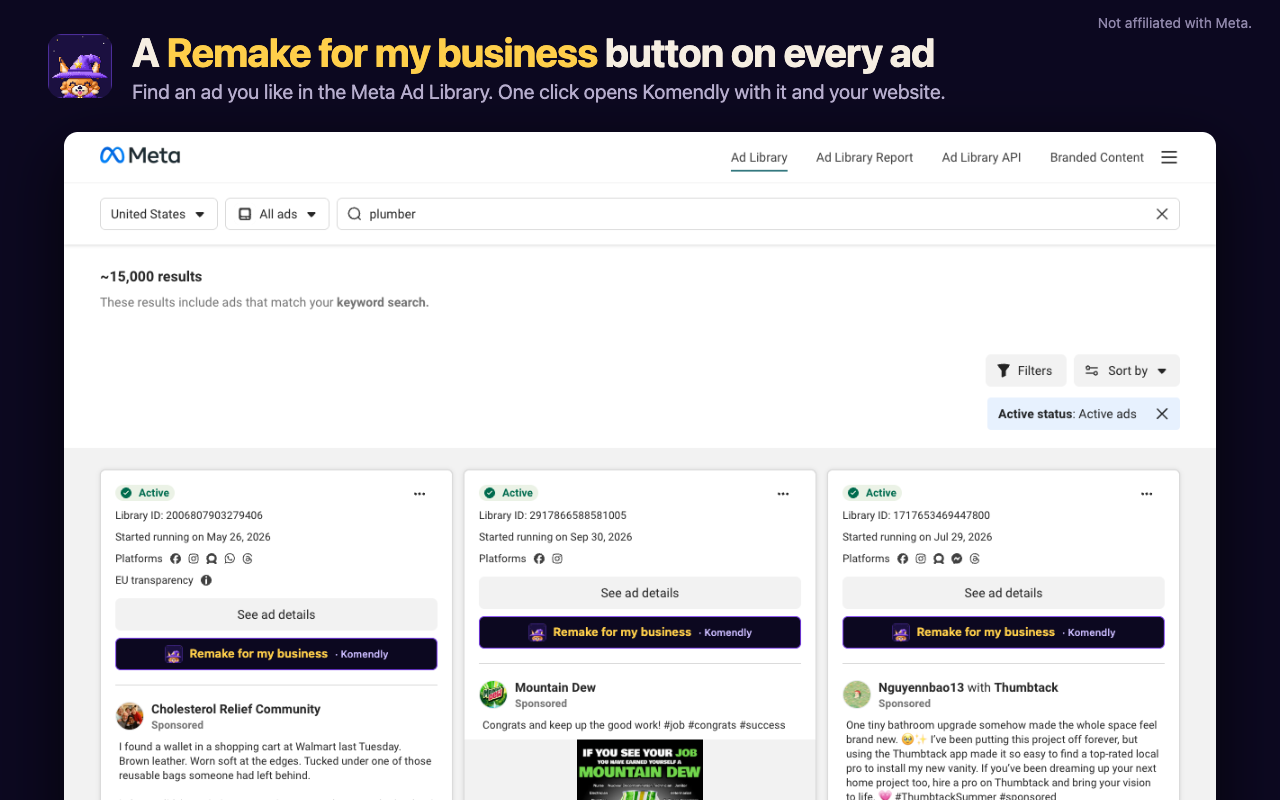 Not affiliated with Meta.
A Remake for my business button on every ad
Find an ad you like in the Meta Ad Library. One click opens Komendly with it and your website.
Meta
Ad Library
Ad Library Report
Ad Library API
Branded Content
United States
All ads
plumber
~15,000 results
These results include ads that match your keyword search.
Filters
Sort by
Active status: Active ads
Active
Library ID: 2006807903279406
Started running on May 26, 2026
Platforms
EU transparency
See ad details
Remake for my business · Komendly
Cholesterol Relief Community
Sponsored
I found a wallet in a shopping cart at Walmart last Tuesday.
Brown leather. Worn soft at the edges. Tucked under one of those
reusable bags someone had left behind.
Active
Library ID: 2917866588581005
Started running on Sep 30, 2026
Platforms
See ad details
Remake for my business · Komendly
Mountain Dew
Sponsored
Congrats and keep up the good work! #job #congrats #success
IF YOU SEE YOUR JOB
YOU HAVE EARNED YOURSELF A
MOUNTAIN DEW
Active
Library ID: 1717653469447800
Started running on Jul 29, 2026
Platforms
See ad details
Remake for my business · Komendly
Nguyennbao13 with Thumbtack
Sponsored
One tiny bathroom upgrade somehow made the whole space feel
brand new. 🥹✨ I've been putting this project off forever, but
using the Thumbtack app made it so easy to find a top-rated local
pro to install my new vanity. If you've been dreaming up your next
home project too, hire a pro on Thumbtack and bring your vision
to life. 💗 #ThumbtackSummer #sponsored